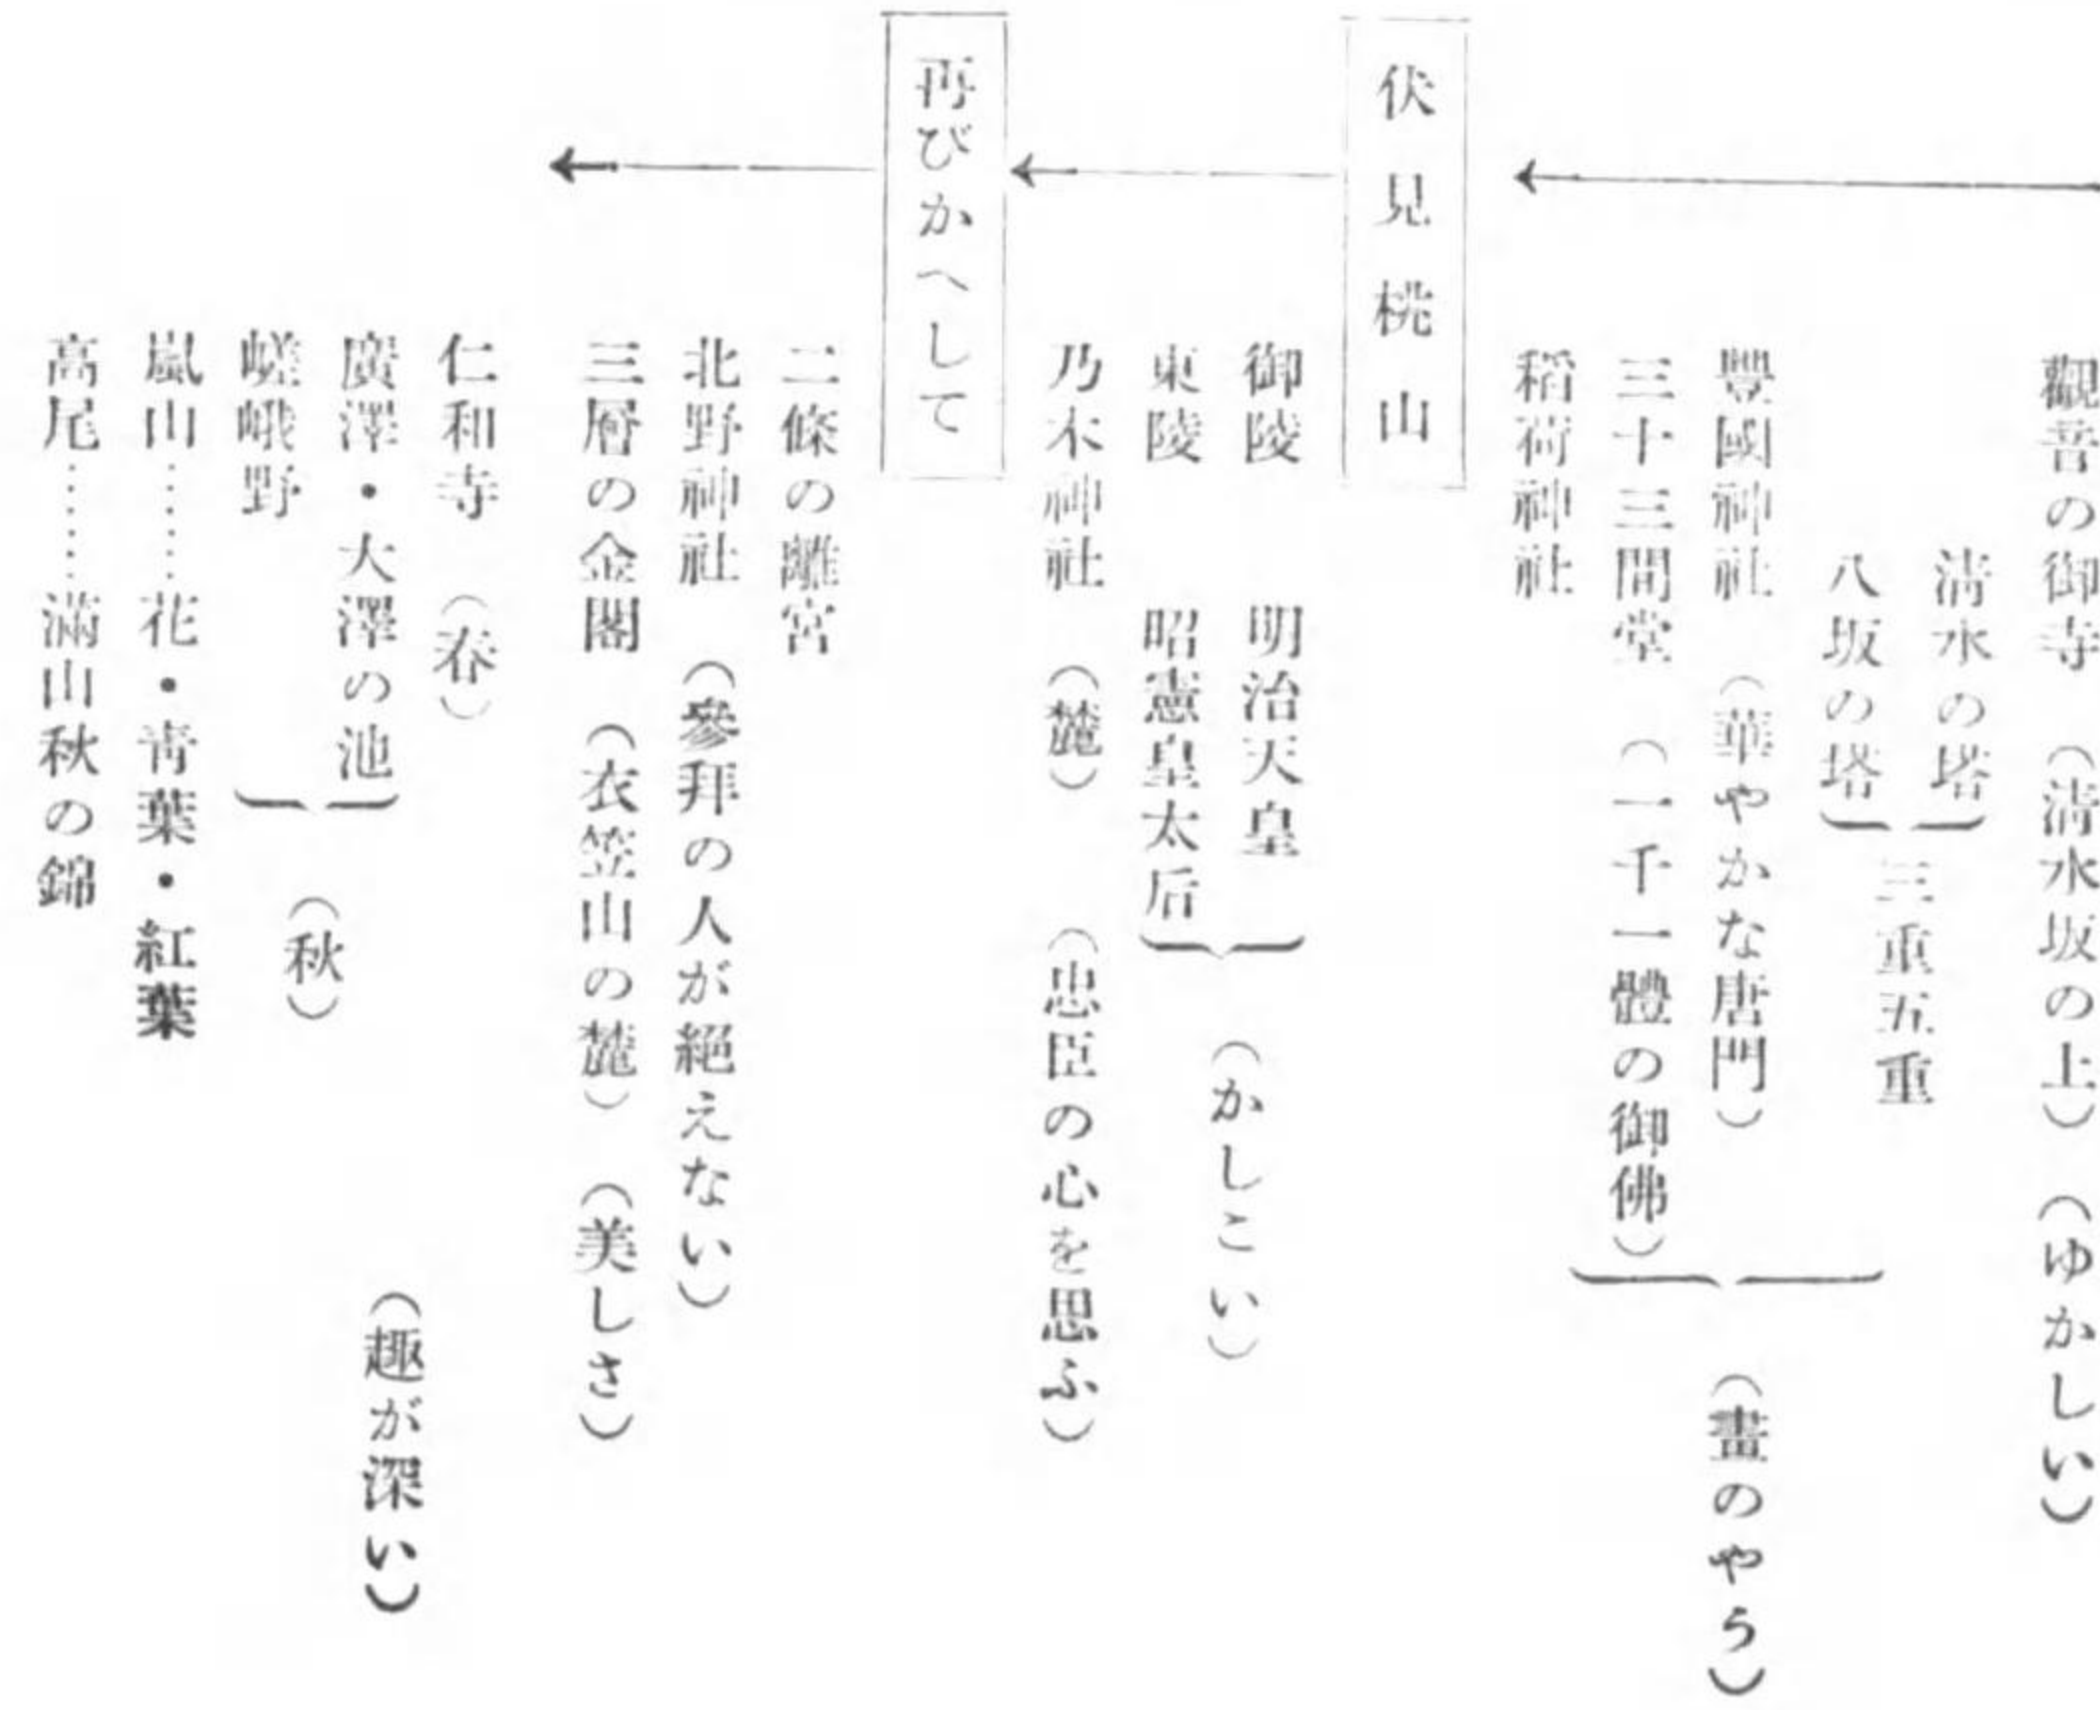 觀音の御寺　（淸水坂の上）（ゆかしい）
淸水の塔
八坂の塔
三重五重
豐國神社　（華やかな唐門）
三十三間堂　（一千一體の御佛）
（畫のやう）
稻荷神社
伏見桃山
御陵　明治天皇
東陵　昭憲皇太后
（かしこい）
乃木神社　（麓）　（忠臣の心を思ふ）
再びかへして
二條の離宮
北野神社　（參拜の人が絕えない）
三層の金閣　（衣笠山の麓）　（美しさ）
仁和寺　（春）
廣澤・大澤の池
嵯峨野
（秋）
（趣が深い）
嵐山……花・靑葉・紅葉
高尾……滿山秋の錦